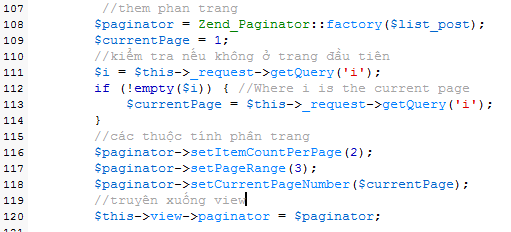 107 //them phan trang
108 $paginator = Zend_Paginator::factory($list_post);
109 $currentPage = 1;
110 //kiểm tra nếu không ở trang đầu tiên
111 $i = $this->_request->getQuery('i');
112 if (!empty($i)) { //Where i is the current page
113 $currentPage = $this->_request->getQuery('i');
114 }
115 //các thuộc tính phân trang
116 $paginator->setItemCountPerPage(2);
117 $paginator->setPageRange(3);
118 $paginator->setCurrentPageNumber($currentPage);
119 //truyên xuống view
120 $this->view->paginator = $paginator;